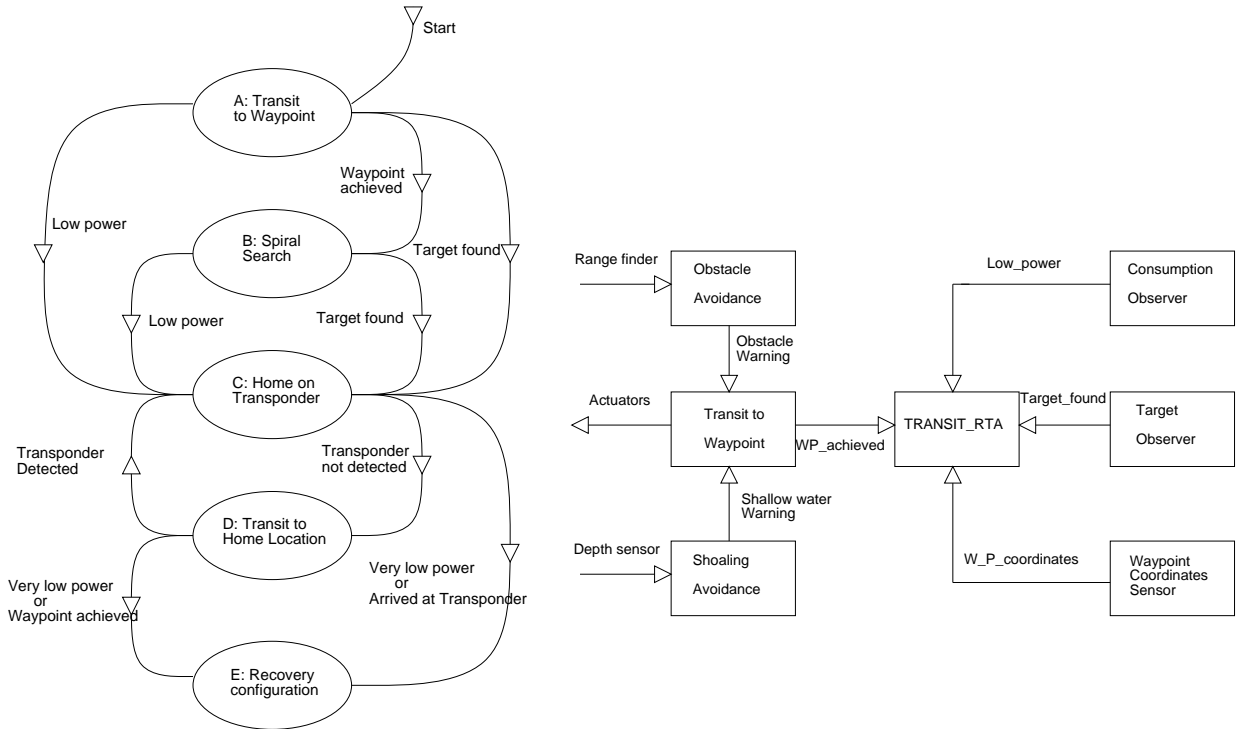 Start
A: Transit
to Waypoint
Waypoint
achieved
Low power
Target found
B: Spiral
Search
Low power
Target found
C: Home on
Transponder
Transponder
Detected
Transponder
not detected
D: Transit to
Home Location
Very low power
or
Waypoint achieved
Very low power
or
Arrived at Transponder
E: Recovery
configuration
Range finder
Obstacle
Avoidance
Obstacle
Warning
Actuators
Transit to
Waypoint
WP_achieved
Shallow water
Warning
Depth sensor
Shoaling
Avoidance
Low_power
Consumption
Observer
TRANSIT_RTA
Target_found
Target
Observer
W_P_coordinates
Waypoint
Coordinates
Sensor